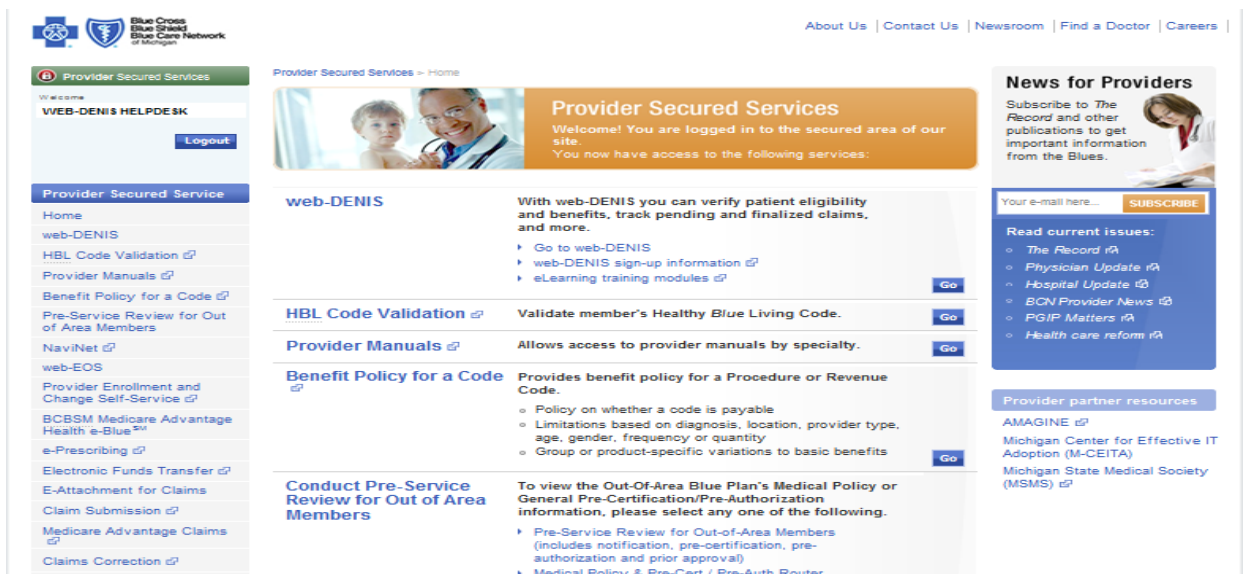 Blue Cross
Blue Shield
Blue Care Network
of Michigan
About Us | Contact Us | Newsroom | Find a Doctor | Careers |
Provider Secured Services
Welcome
WEB-DENIS HELPDESK
Logout
Provider Secured Service
Home
web-DENIS
HBL Code Validation
Provider Manuals
Benefit Policy for a Code
Pre-Service Review for Out
of Area Members
NaviNet
web-EOS
Provider Enrollment and
Change Self-Service
BCBSM Medicare Advantage
Health e-Blue℠
e-Prescribing
Electronic Funds Transfer
E-Attachment for Claims
Claim Submission
Medicare Advantage Claims
Claims Correction
Provider Secured Services > Home
Provider Secured Services
Welcome! You are logged in to the secured area of our
site.
You now have access to the following services:
web-DENIS
With web-DENIS you can verify patient eligibility
and benefits, track pending and finalized claims,
and more.
Go to web-DENIS
web-DENIS sign-up information
eLearning training modules
Go
HBL Code Validation
Validate member's Healthy Blue Living Code.
Go
Provider Manuals
Allows access to provider manuals by specialty.
Go
Benefit Policy for a Code
Provides benefit policy for a Procedure or Revenue
Code.
Policy on whether a code is payable
Limitations based on diagnosis, location, provider type,
age, gender, frequency or quantity
Group or product-specific variations to basic benefits
Go
Conduct Pre-Service
Review for Out of Area
Members
To view the Out-Of-Area Blue Plan's Medical Policy or
General Pre-Certification/Pre-Authorization
information, please select any one of the following.
Pre-Service Review for Out-of-Area Members
(includes notification, pre-certification, pre-
authorization and prior approval)
Medical Policy & Pre-Cert / Pre-Auth Router
News for Providers
Subscribe to The
Record and other
publications to get
important information
from the Blues.
Your e-mail here...
SUBSCRIBE
Read current issues:
The Record
Physician Update
Hospital Update
BCN Provider News
PGIP Matters
Health care reform
Provider partner resources
AMAGINE
Michigan Center for Effective IT
Adoption (M-CEITA)
Michigan State Medical Society
(MSMS)